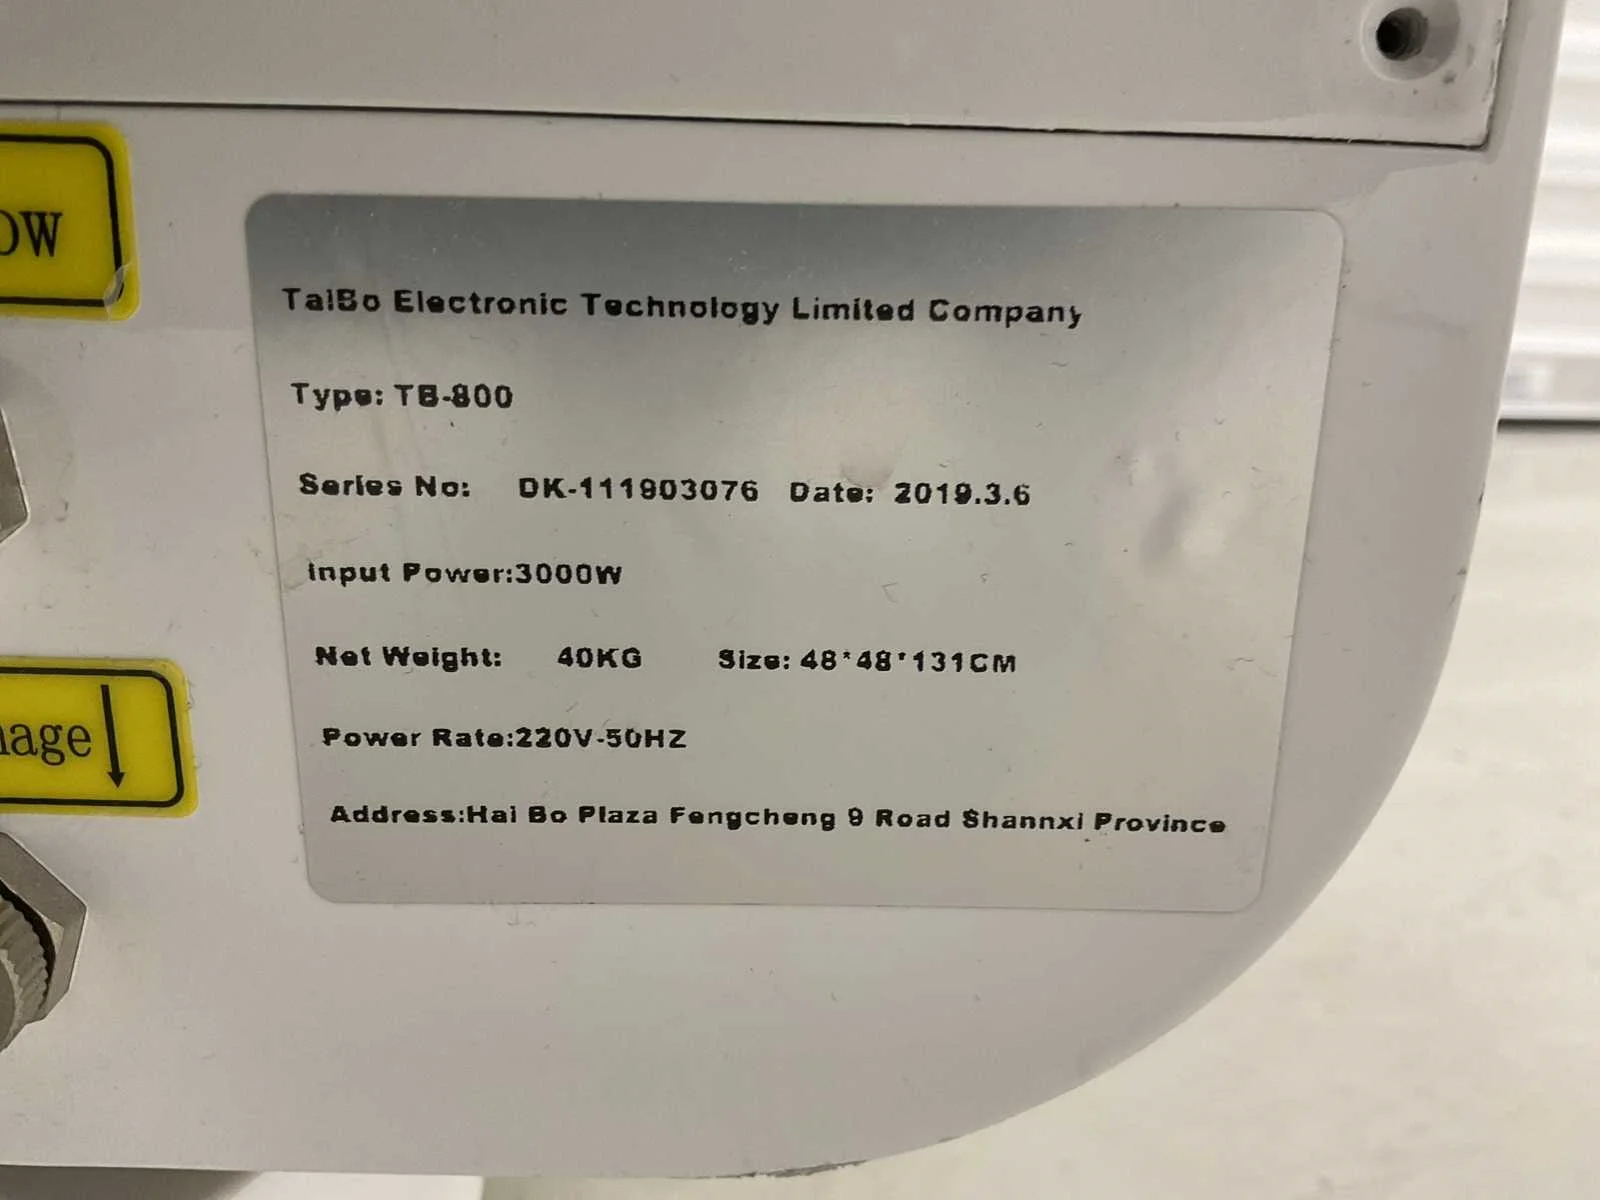 OW
TaiBo Electronic Technology Limited Company
Type: TB-800
Series No: DK-111903076 Date: 2019.3.6
Input Power:3000W
Net Weight: 40KG Size: 48*48*131CM
nage
Power Rate:220V-50HZ
Address:Hai Bo Plaza Fengcheng 9 Road Shannxi Province